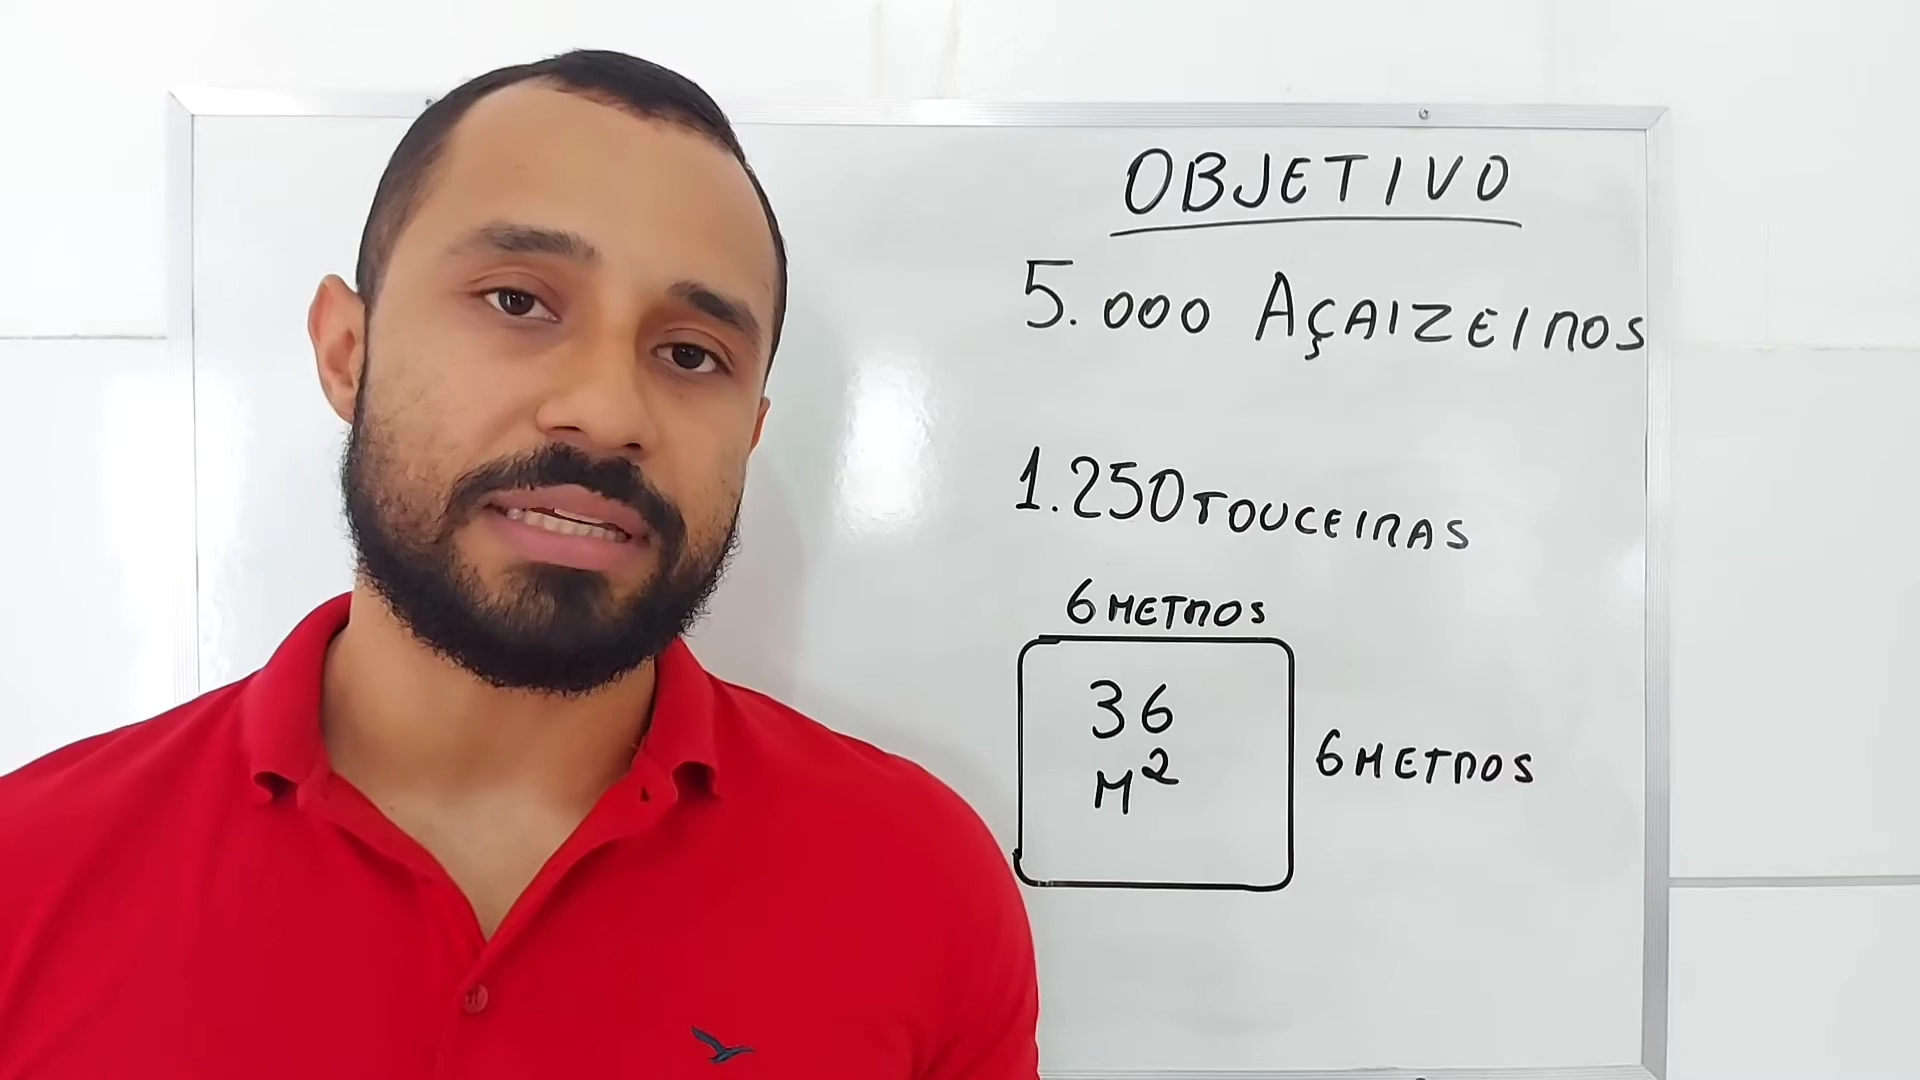 OBJETIVO
5.000 AÇAIZEIROS
1.250 TOUCEIRAS
6 METROS
36
M²
6 METROS